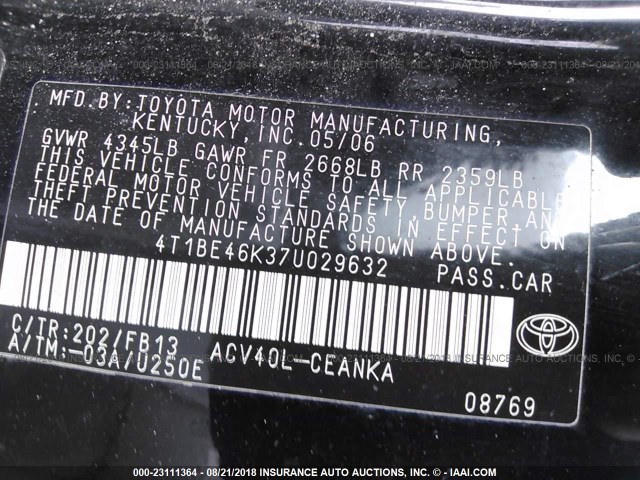 MFD. BY: TOYOTA MOTOR MANUFACTURING,
KENTUCKY, INC. 05/06
GVWR 4345LB GAWR FR 2668LB RR 2359LB
THIS VEHICLE CONFORMS TO ALL APPLICABLE
FEDERAL MOTOR VEHICLE SAFETY, BUMPER, AND
THEFT PREVENTION STANDARDS IN EFFECT ON
THE DATE OF MANUFACTURE SHOWN ABOVE.
4T1BE46K37U029632 PASS.CAR
C/TR: 202/FB13 ACV40L-CEANKA
A/TM: -03A/U250E
08769
000-23111364 - 08/21/2018 INSURANCE AUTO AUCTIONS, INC. - © IAAI.COM